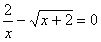 2/x − √(x + 2) = 0